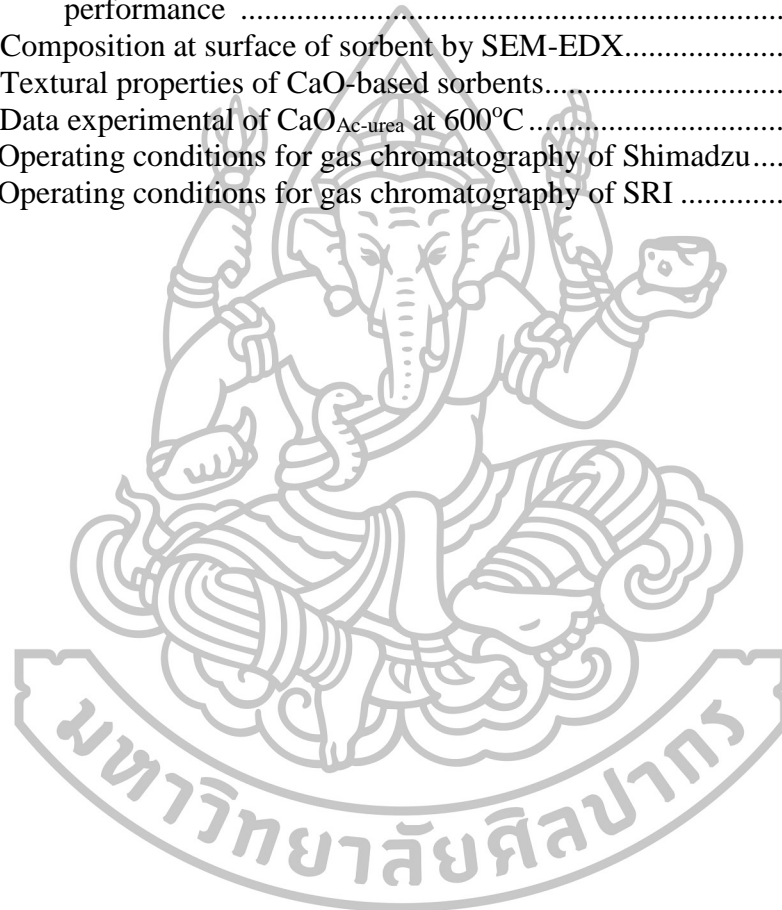 performance ......................................................................
Composition at surface of sorbent by SEM-EDX....................
Textural properties of CaO-based sorbents..............................
Data experimental of CaOAc-urea at 600oC ................................
Operating conditions for gas chromatography of Shimadzu....
Operating conditions for gas chromatography of SRI .............
มหาวิทยาลัยศิลปากร